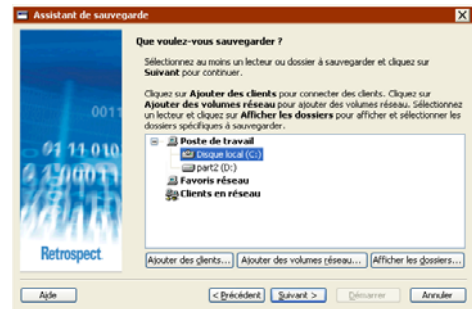 Assistant de sauvegarde
Que voulez-vous sauvegarder ?
Sélectionnez au moins un lecteur ou dossier à sauvegarder et cliquez sur
Suivant pour continuer.
Cliquez sur Ajouter des clients pour connecter des clients. Cliquez sur
Ajouter des volumes réseau pour ajouter des volumes réseau. Sélectionnez
un lecteur et cliquez sur Afficher les dossiers pour afficher et sélectionner les
dossiers spécifiques à sauvegarder.
Poste de travail
Disque local (C:)
part2 (D:)
Favoris réseau
Clients en réseau
Retrospect
Ajouter des clients... Ajouter des volumes réseau... Afficher les dossiers...
Aide < Précédent Suivant > Démarrer Annuler